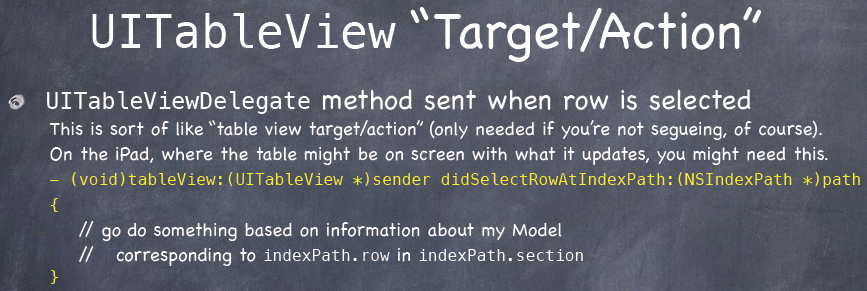 UITableView “Target/Action”
UITableViewDelegate method sent when row is selected
This is sort of like “table view target/action” (only needed if you’re not segueing, of course).
On the iPad, where the table might be on screen with what it updates, you might need this.
– (void)tableView:(UITableView *)sender didSelectRowAtIndexPath:(NSIndexPath *)path
{
// go do something based on information about my Model
// corresponding to indexPath.row in indexPath.section
}